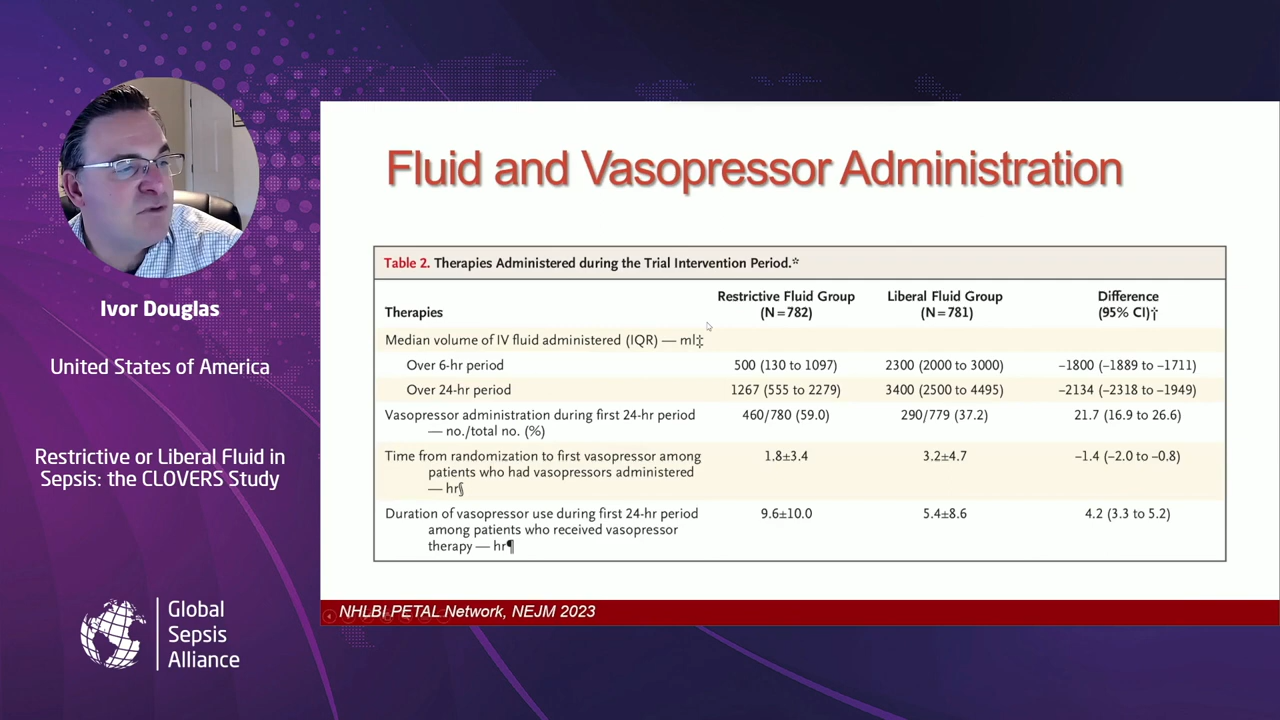 Ivor Douglas
United States of America
Restrictive or Liberal Fluid in
Sepsis: the CLOVERS Study
Global
Sepsis
Alliance
Fluid and Vasopressor Administration
Table 2. Therapies Administered during the Trial Intervention Period.*
Therapies Restrictive Fluid Group (N=782) Liberal Fluid Group (N=781) Difference (95% CI)†
Median volume of IV fluid administered (IQR) — ml‡
Over 6-hr period 500 (130 to 1097) 2300 (2000 to 3000) –1800 (–1889 to –1711)
Over 24-hr period 1267 (555 to 2279) 3400 (2500 to 4495) –2134 (–2318 to –1949)
Vasopressor administration during first 24-hr period 460/780 (59.0) 290/779 (37.2) 21.7 (16.9 to 26.6)
— no./total no. (%)
Time from randomization to first vasopressor among 1.8±3.4 3.2±4.7 –1.4 (–2.0 to –0.8)
patients who had vasopressors administered
— hr§
Duration of vasopressor use during first 24-hr period 9.6±10.0 5.4±8.6 4.2 (3.3 to 5.2)
among patients who received vasopressor
therapy — hr¶
NHLBI PETAL Network, NEJM 2023